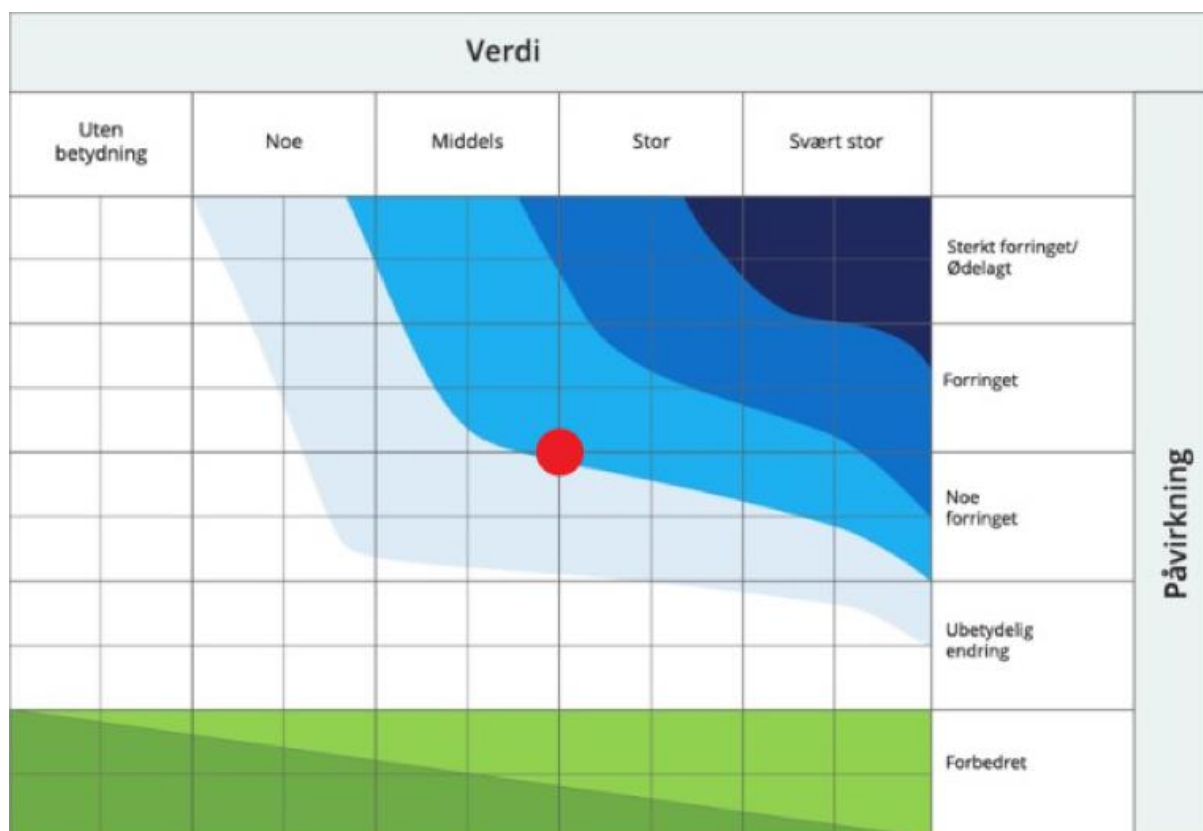 Verdi
Uten
betydning
Noe
Middels
Stor
Svært stor
Sterkt forringet/
Ødelagt
Forringet
Noe
forringet
Ubetydelig
endring
Forbedret
Påvirkning